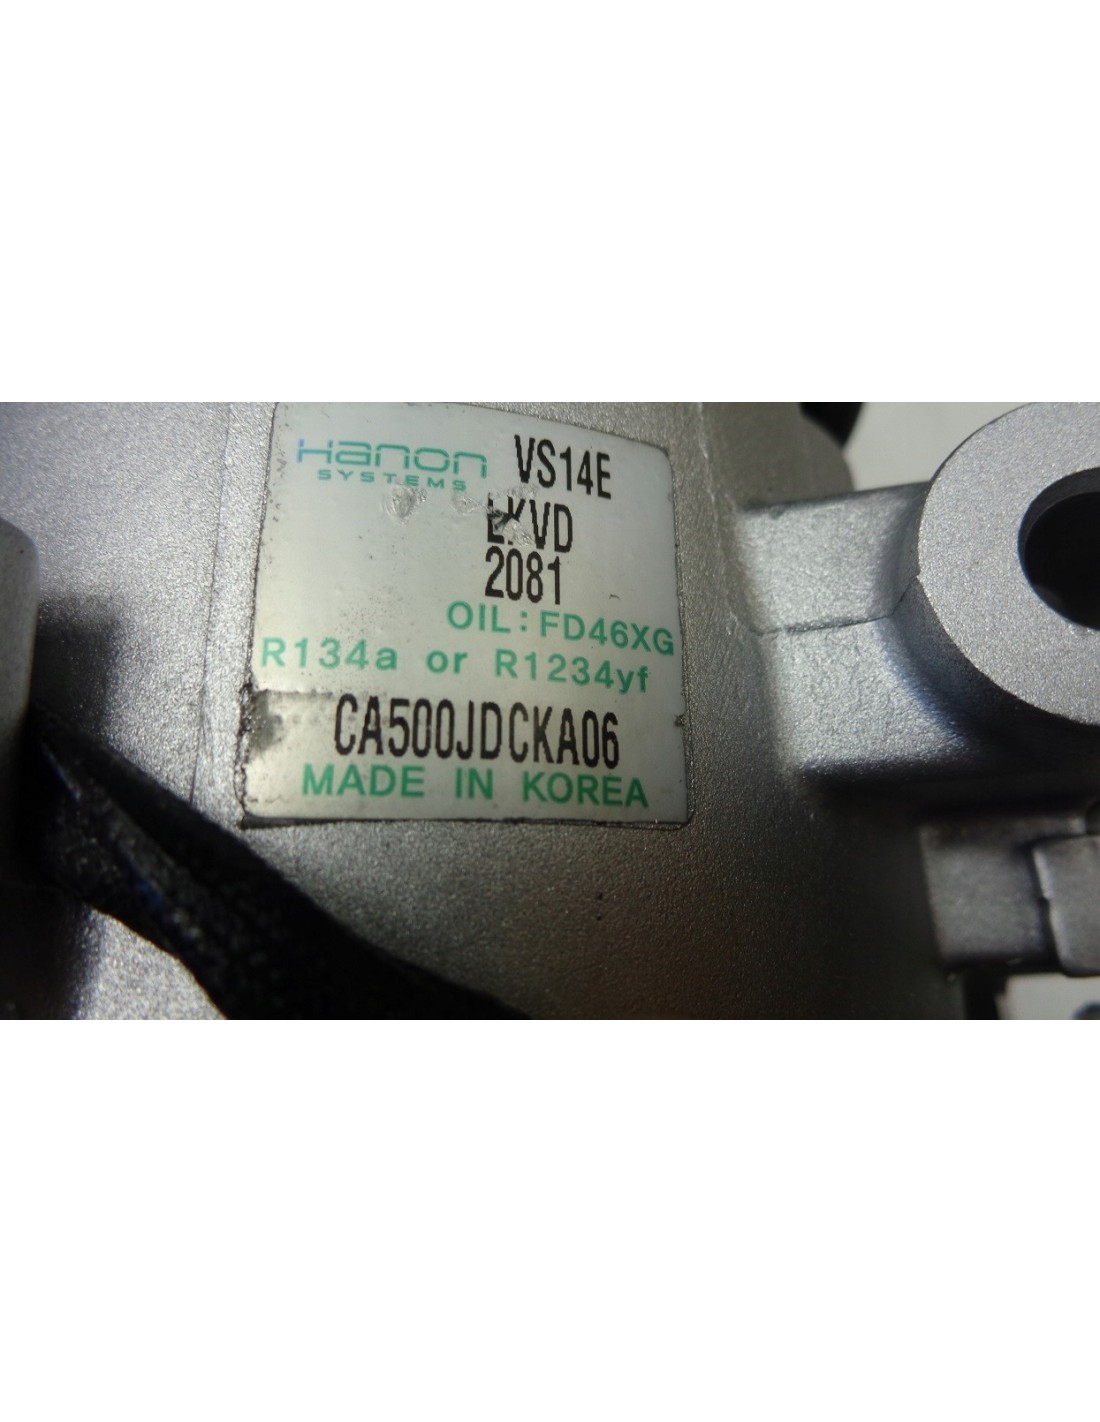 Hanon VS14E
SYSTEMS
2081
OIL: FD46XG
R134a or R1234yf
CA500JDCKA06
MADE IN KOREA